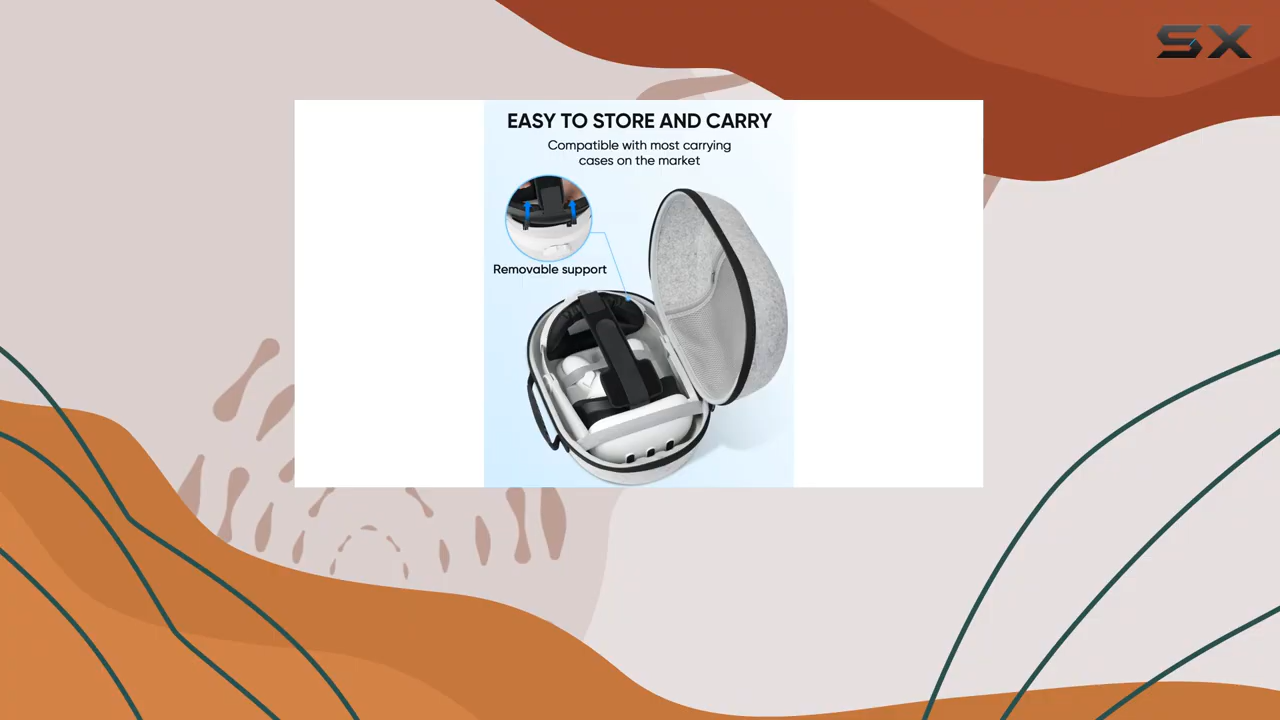 SX
EASY TO STORE AND CARRY
Compatible with most carrying
cases on the market
Removable support